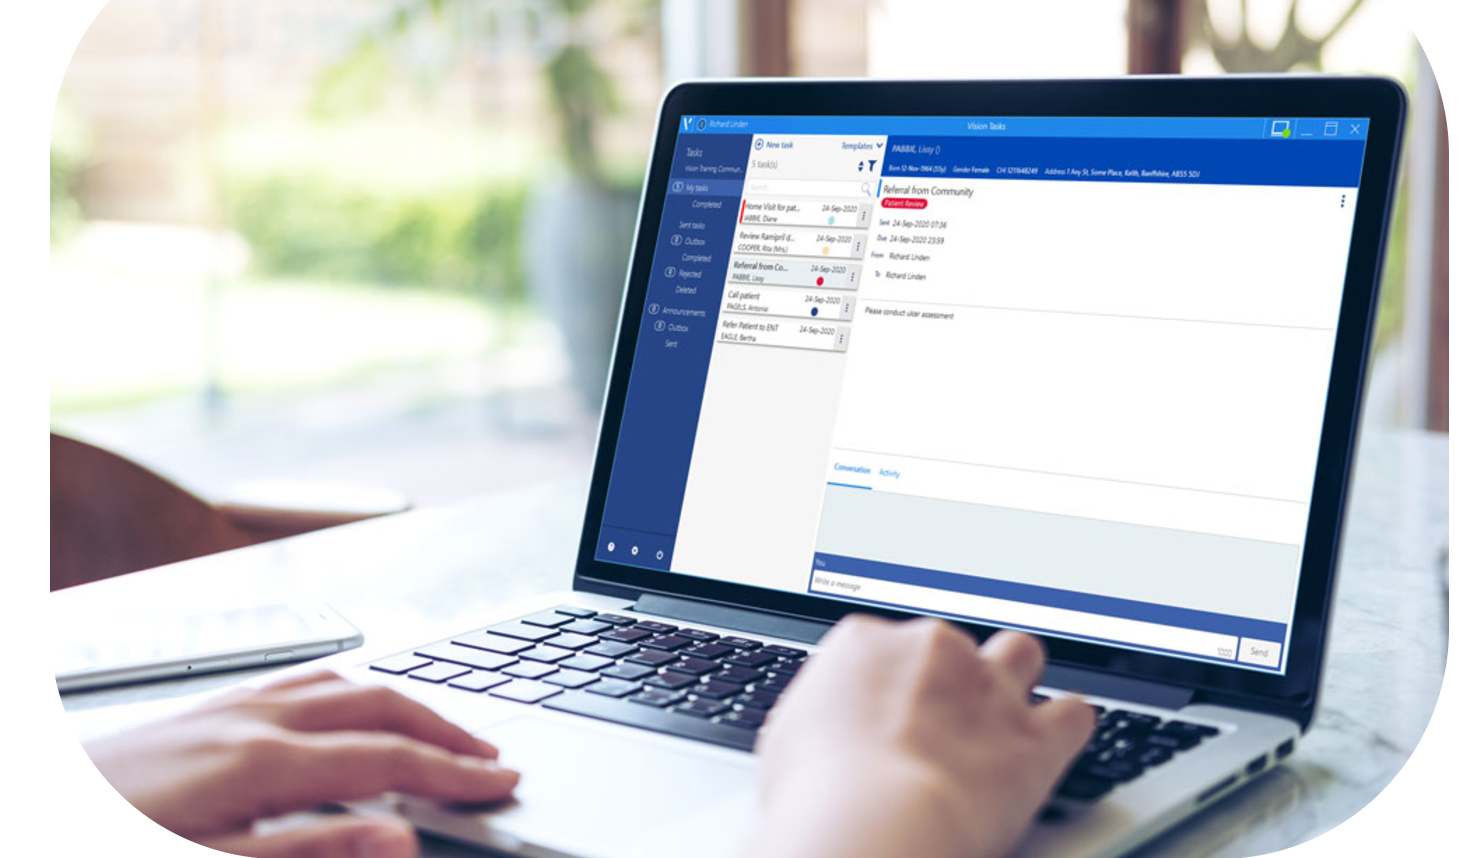 Richard Linden
Vision Tasks
Tasks
Vision Training Commun...
My tasks
Completed
Sent tasks
Outbox
Completed
Rejected
Deleted
Announcements
Outbox
Sent
New task
Templates
5 task(s)
Search...
Home Visit for pat...
24-Sep-2020
JABBIE, Diane
Review Ramipril d...
24-Sep-2020
COOPER, Rita (Mrs.)
Referral from Co...
24-Sep-2020
PABBIE, Lissy
Call patient
24-Sep-2020
PAGELS, Antonia
Refer Patient to ENT
24-Sep-2020
EAGLE, Bertha
PABBIE, Lissy ()
Born 12-Nov-1964 (55y) Gender Female CHI 1211648249 Address 1 Any St, Some Place, Keith, Banffshire, AB55 5DJ
Referral from Community
Patient Review
Sent 24-Sep-2020 07:36
Due 24-Sep-2020 23:59
From Richard Linden
To Richard Linden
Please conduct ulcer assessment
Conversation Activity
You
Write a message
1000
Send